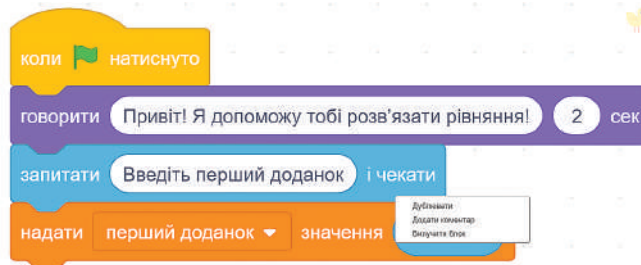 коли натиснуто
говорити Привіт! Я допоможу тобі розв'язати рівняння! 2 сек
запитати Введіть перший доданок і чекати
Дублювати
Додати коментар
Вилучити блок
надати перший доданок значення